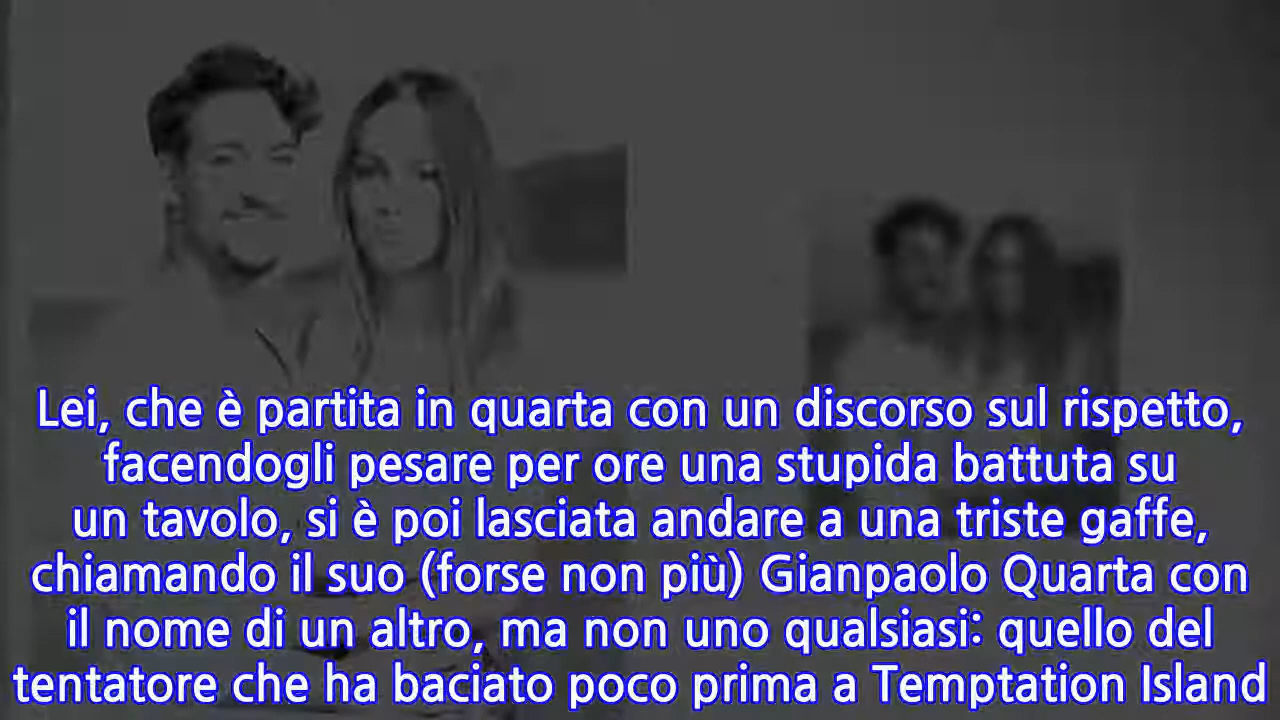 Lei, che è partita in quarta con un discorso sul rispetto,
facendogli pesare per ore una stupida battuta su
un tavolo, si è poi lasciata andare a una triste gaffe,
chiamando il suo (forse non più) Gianpaolo Quarta con
il nome di un altro, ma non uno qualsiasi: quello del
tentatore che ha baciato poco prima a Temptation Island